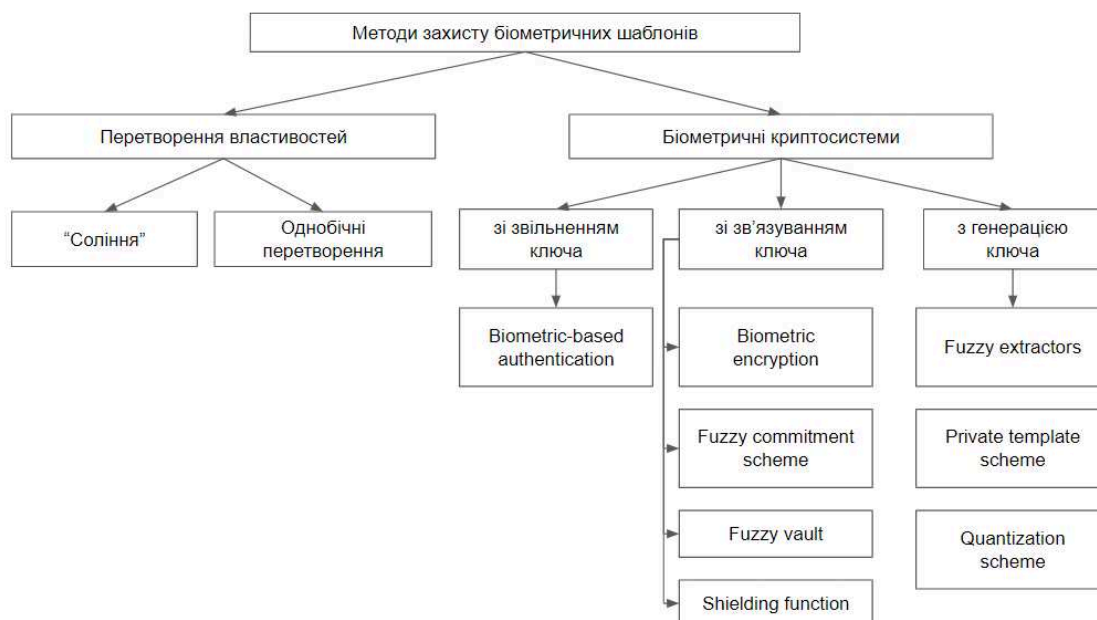 Методи захисту біометричних шаблонів
Перетворення властивостей
Біометричні криптосистеми
“Соління”
Однобічні
перетворення
зі звільненням
ключа
зі зв’язуванням
ключа
з генерацією
ключа
Biometric-based
authentication
Biometric
encryption
Fuzzy extractors
Fuzzy commitment
scheme
Private template
scheme
Fuzzy vault
Quantization
scheme
Shielding function